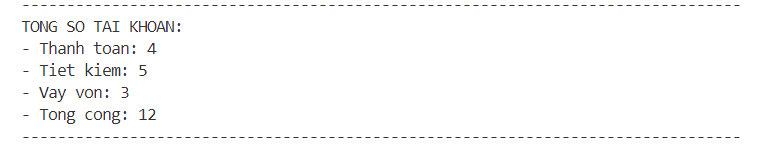 --------------------------------------------------------------------------------
TONG SO TAI KHOAN:
- Thanh toan: 4
- Tiet kiem: 5
- Vay von: 3
- Tong cong: 12
--------------------------------------------------------------------------------